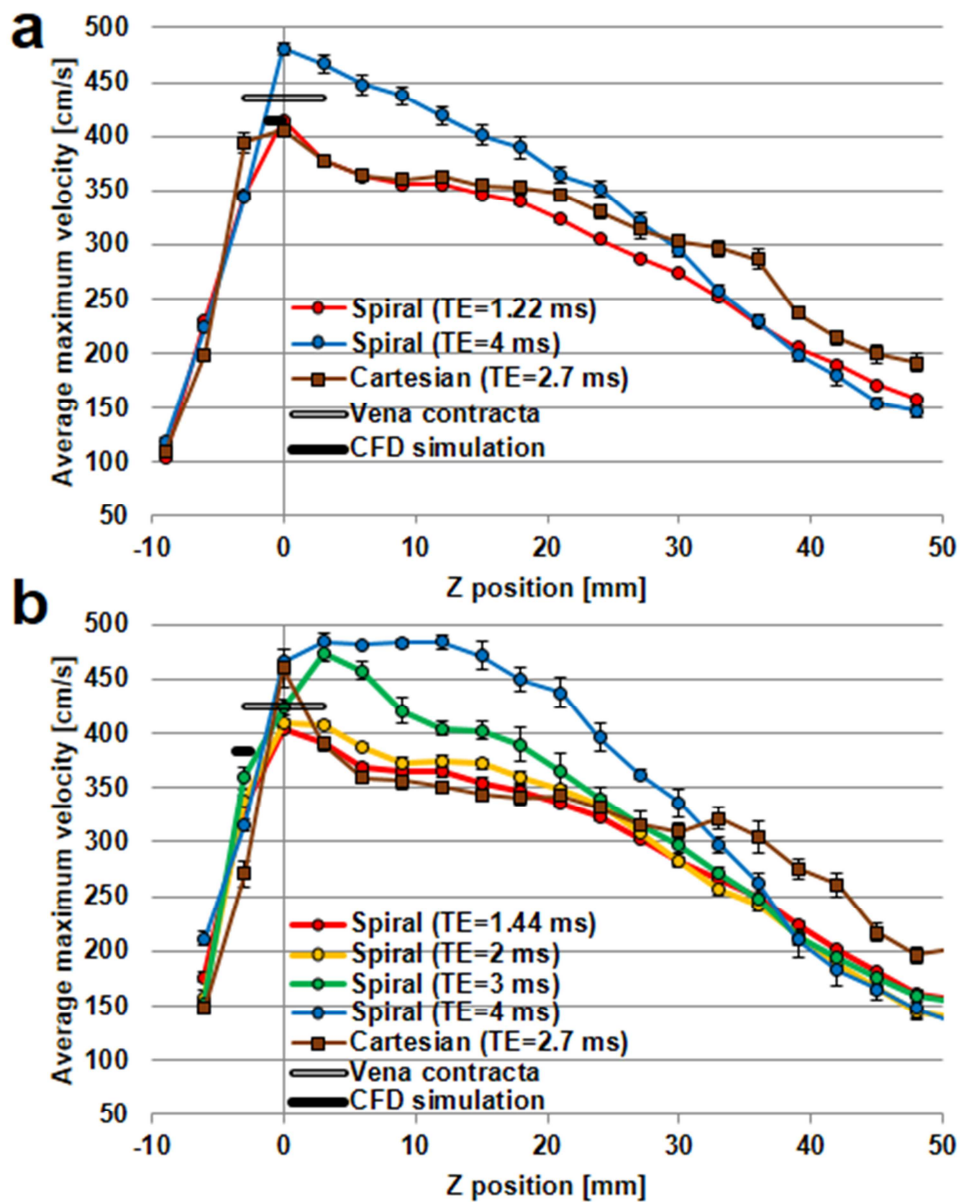 a
500
450
400
350
300
250
200
150
100
50
Average maximum velocity [cm/s]
Spiral (TE=1.22 ms)
Spiral (TE=4 ms)
Cartesian (TE=2.7 ms)
Vena contracta
CFD simulation
-10 0 10 20 30 40 50
Z position [mm]
b
500
450
400
350
300
250
200
150
100
50
Average maximum velocity [cm/s]
Spiral (TE=1.44 ms)
Spiral (TE=2 ms)
Spiral (TE=3 ms)
Spiral (TE=4 ms)
Cartesian (TE=2.7 ms)
Vena contracta
CFD simulation
-10 0 10 20 30 40 50
Z position [mm]